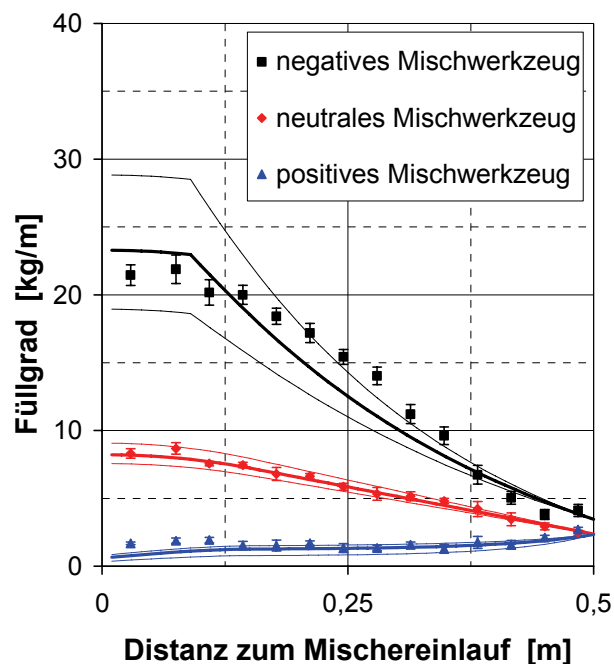 40
30
20
10
0
Füllgrad [kg/m]
negatives Mischwerkzeug
neutrales Mischwerkzeug
positives Mischwerkzeug
0
0,25
0,5
Distanz zum Mischereinlauf [m]